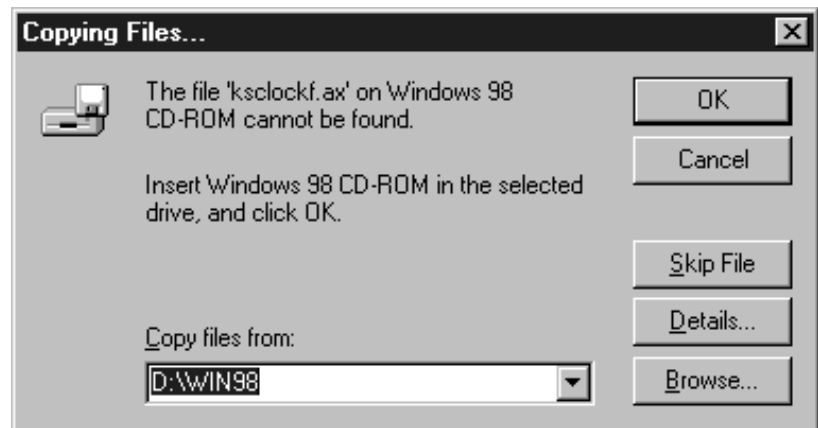 Copying Files...
The file 'ksclockf.ax' on Windows 98
CD-ROM cannot be found.
Insert Windows 98 CD-ROM in the selected
drive, and click OK.
Copy files from:
D:\WIN98
OK
Cancel
Skip File
Details...
Browse...